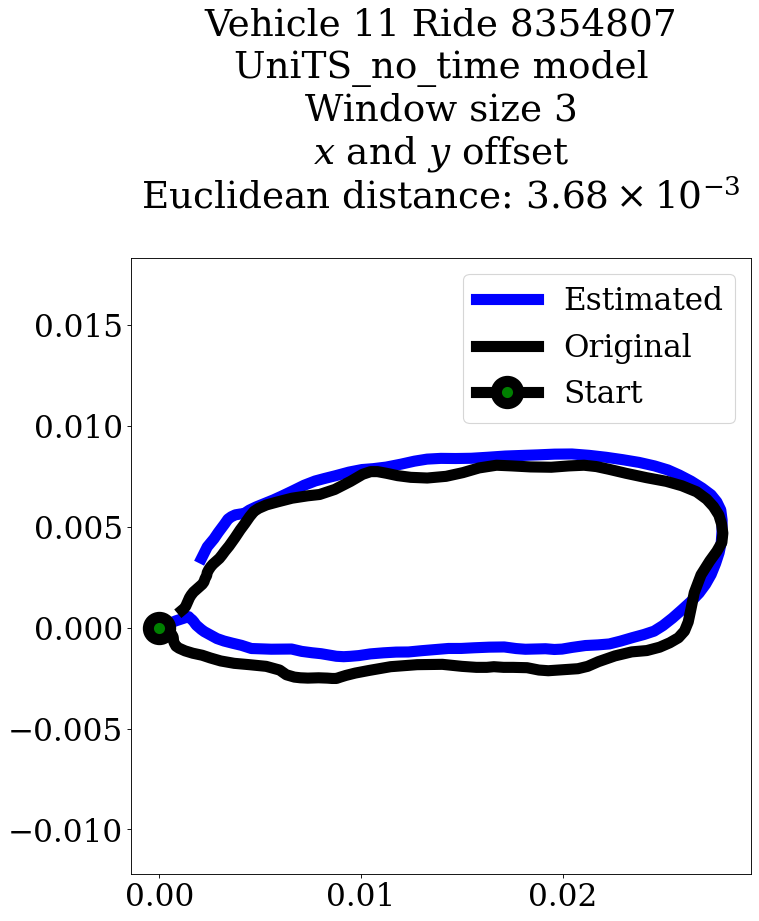 Vehicle 11 Ride 8354807
UniTS_no_time model
Window size 3
x and y offset
Euclidean distance: 3.68 × 10⁻³
Estimated
Original
Start
0.015
0.010
0.005
0.000
−0.005
−0.010
0.00 0.01 0.02